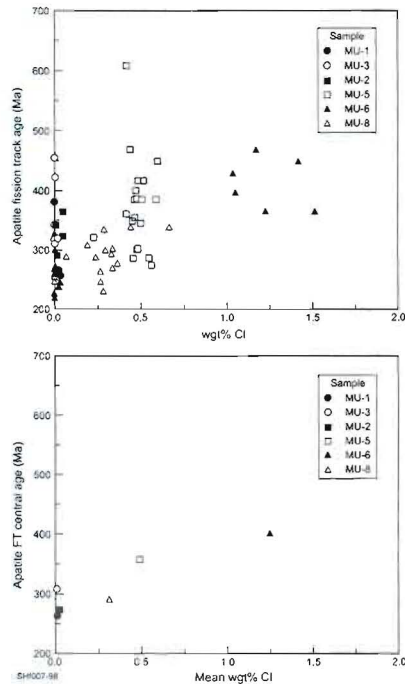 700
600
500
400
300
200
Apatite fission track age (Ma)
Sample
MU-1
MU-3
MU-2
MU-5
MU-6
MU-8
0.0
0.5
1.0
1.5
2.0
wgt% Cl
700
600
500
400
300
200
Apatite FT central age (Ma)
Sample
MU-1
MU-3
MU-2
MU-5
MU-6
MU-8
0.0
0.5
1.0
1.5
2.0
Mean wgt% Cl
SHf007-98